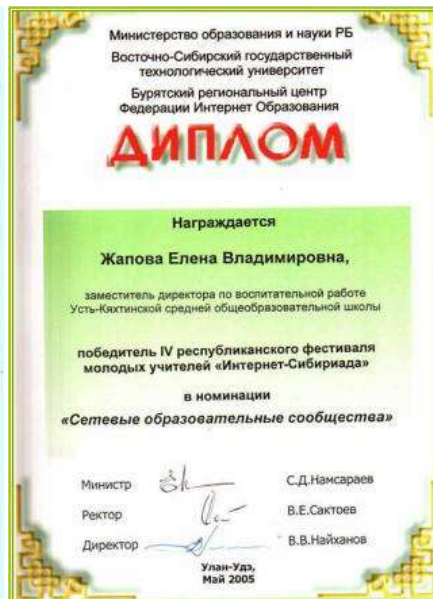 Министерство образования и науки РБ
Восточно-Сибирский государственный
технологический университет
Бурятский региональный центр
Федерации Интернет Образования
ДИПЛОМ
Награждается
Жапова Елена Владимировна,
заместитель директора по воспитательной работе
Усть-Кяхтинской средней общеобразовательной школы
победитель IV республиканского фестиваля
молодых учителей «Интернет-Сибириада»
в номинации
«Сетевые образовательные сообщества»
Министр С.Д.Намсараев
Ректор В.Е.Сактоев
Директор В.В.Найханов
Улан-Удэ,
Май 2005